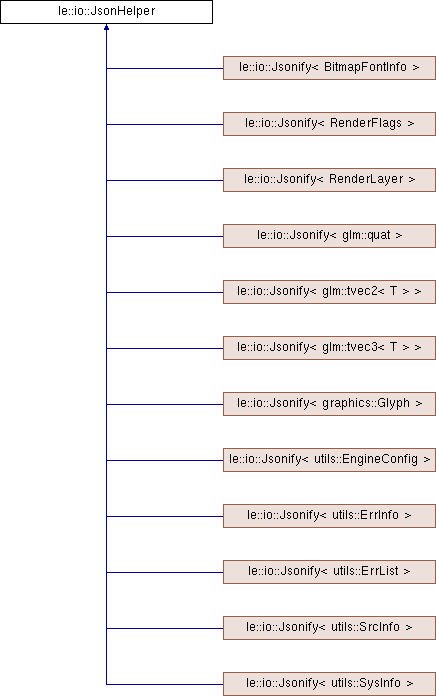 le::io::JsonHelper
le::io::Jsonify< BitmapFontInfo >
le::io::Jsonify< RenderFlags >
le::io::Jsonify< RenderLayer >
le::io::Jsonify< glm::quat >
le::io::Jsonify< glm::tvec2< T > >
le::io::Jsonify< glm::tvec3< T > >
le::io::Jsonify< graphics::Glyph >
le::io::Jsonify< utils::EngineConfig >
le::io::Jsonify< utils::ErrInfo >
le::io::Jsonify< utils::ErrList >
le::io::Jsonify< utils::SrcInfo >
le::io::Jsonify< utils::SysInfo >